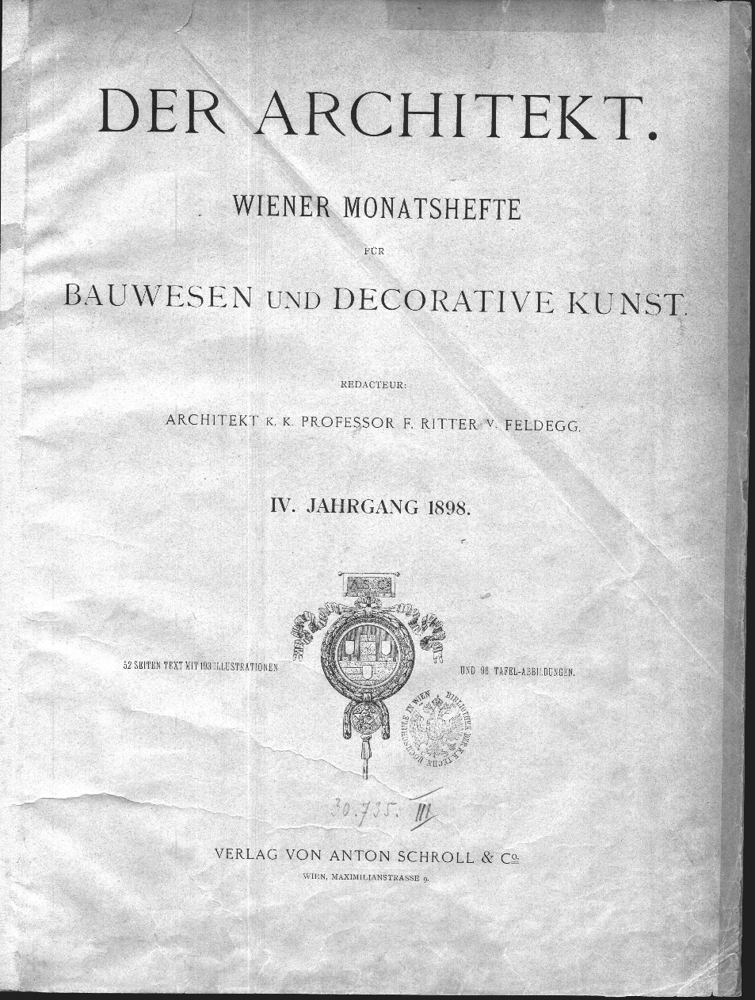 DER ARCHITEKT.
WIENER MONATSHEFTE
FÜR
BAUWESEN UND DECORATIVE KUNST.
REDACTEUR:
ARCHITEKT K. K. PROFESSOR F. RITTER V. FELDEGG.
IV. JAHRGANG 1898.
A. S. & Co.
52 SEITEN TEXT MIT 193 ILLUSTRATIONEN
UND 96 TAFEL-ABBILDUNGEN.
BIBLIOTHEK DER K. K. TECHN. HOCHSCHULE IN WIEN
30.735. III
VERLAG VON ANTON SCHROLL & Co.
WIEN, MAXIMILIANSTRASSE 9.